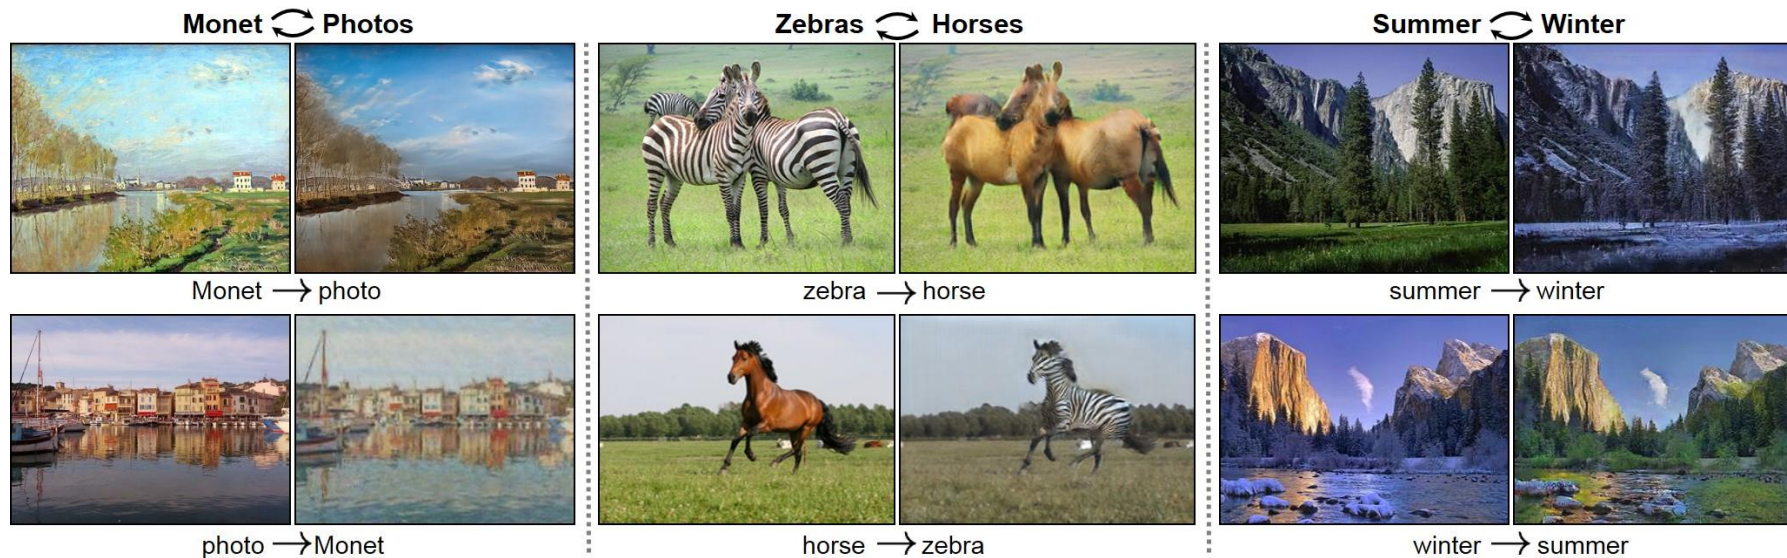 Monet Photos
Zebras Horses
Summer Winter
Monet → photo
zebra → horse
summer → winter
photo → Monet
horse → zebra
winter → summer